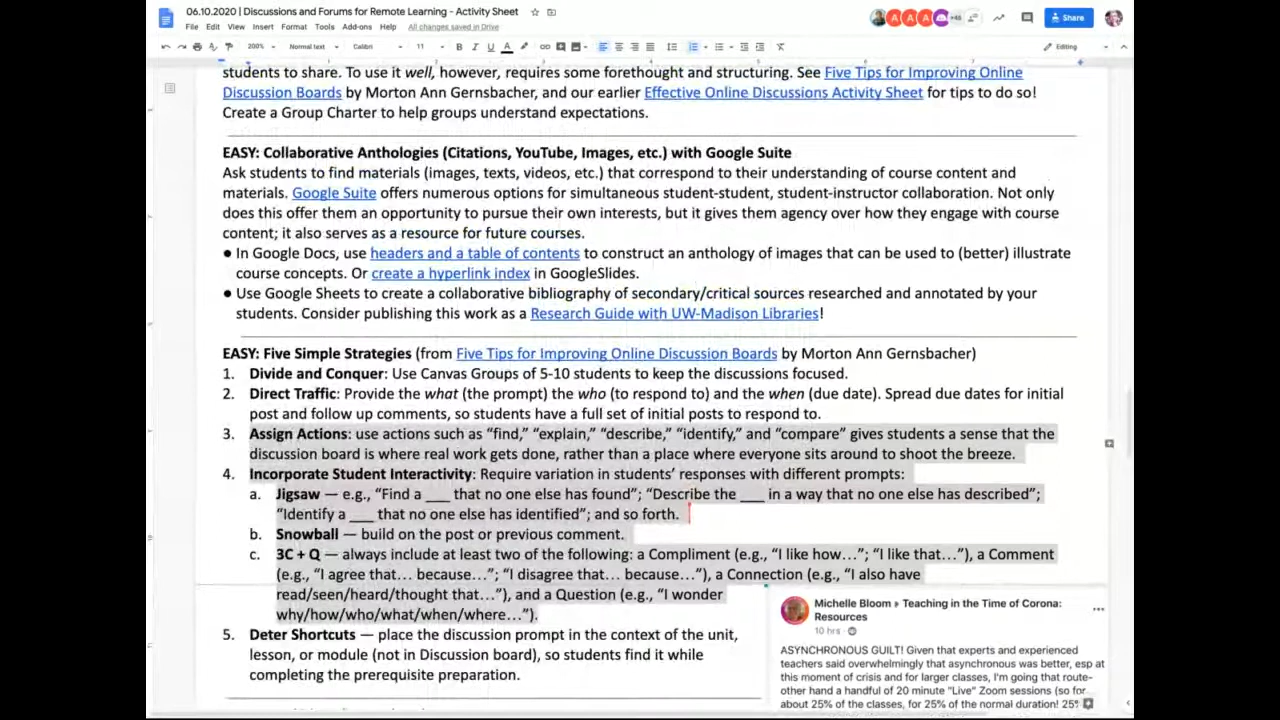 06.10.2020 | Discussions and Forums for Remote Learning - Activity Sheet
File Edit View Insert Format Tools Add-ons Help All changes saved in Drive
A A A +48 Share
200% Normal text Calibri 11 B I U A Editing
students to share. To use it well, however, requires some forethought and structuring. See Five Tips for Improving Online
Discussion Boards by Morton Ann Gernsbacher, and our earlier Effective Online Discussions Activity Sheet for tips to do so!
Create a Group Charter to help groups understand expectations.
EASY: Collaborative Anthologies (Citations, YouTube, Images, etc.) with Google Suite
Ask students to find materials (images, texts, videos, etc.) that correspond to their understanding of course content and
materials. Google Suite offers numerous options for simultaneous student-student, student-instructor collaboration. Not only
does this offer them an opportunity to pursue their own interests, but it gives them agency over how they engage with course
content; it also serves as a resource for future courses.
● In Google Docs, use headers and a table of contents to construct an anthology of images that can be used to (better) illustrate
course concepts. Or create a hyperlink index in GoogleSlides.
● Use Google Sheets to create a collaborative bibliography of secondary/critical sources researched and annotated by your
students. Consider publishing this work as a Research Guide with UW-Madison Libraries!
EASY: Five Simple Strategies (from Five Tips for Improving Online Discussion Boards by Morton Ann Gernsbacher)
1. Divide and Conquer: Use Canvas Groups of 5-10 students to keep the discussions focused.
2. Direct Traffic: Provide the what (the prompt) the who (to respond to) and the when (due date). Spread due dates for initial
post and follow up comments, so students have a full set of initial posts to respond to.
3. Assign Actions: use actions such as “find,” “explain,” “describe,” “identify,” and “compare” gives students a sense that the
discussion board is where real work gets done, rather than a place where everyone sits around to shoot the breeze.
4. Incorporate Student Interactivity: Require variation in students’ responses with different prompts:
a. Jigsaw — e.g., “Find a ___ that no one else has found”; “Describe the ___ in a way that no one else has described”;
“Identify a ___ that no one else has identified”; and so forth.
b. Snowball — build on the post or previous comment.
c. 3C + Q — always include at least two of the following: a Compliment (e.g., “I like how…”; “I like that…”), a Comment
(e.g., “I agree that… because…”; “I disagree that… because…”), a Connection (e.g., “I also have
read/seen/heard/thought that…”), and a Question (e.g., “I wonder
why/how/who/what/when/where…”).
5. Deter Shortcuts — place the discussion prompt in the context of the unit,
lesson, or module (not in Discussion board), so students find it while
completing the prerequisite preparation.
Michelle Bloom ▸ Teaching in the Time of Corona:
Resources
10 hrs ·
ASYNCHRONOUS GUILT! Given that experts and experienced
teachers said overwhelmingly that asynchronous was better, esp at
this moment of crisis and for larger classes, I'm going that route-
other hand a handful of 20 minute "Live" Zoom sessions (so for
about 25% of the classes, for 25% of the normal duration! 25%